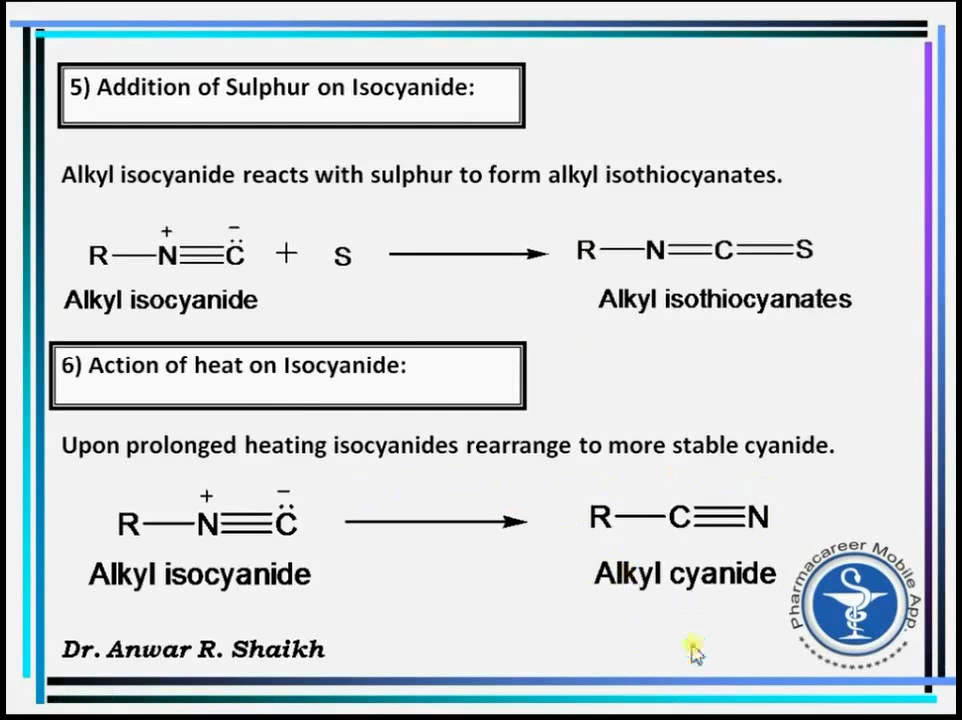 5) Addition of Sulphur on Isocyanide:
Alkyl isocyanide reacts with sulphur to form alkyl isothiocyanates.
+ −
R—N≡C̈ + S ⟶ R—N=C=S
Alkyl isocyanide Alkyl isothiocyanates
6) Action of heat on Isocyanide:
Upon prolonged heating isocyanides rearrange to more stable cyanide.
+ −
R—N≡C̈ ⟶ R—C≡N
Alkyl isocyanide Alkyl cyanide
Pharmacareer Mobile App.
Dr. Anwar R. Shaikh